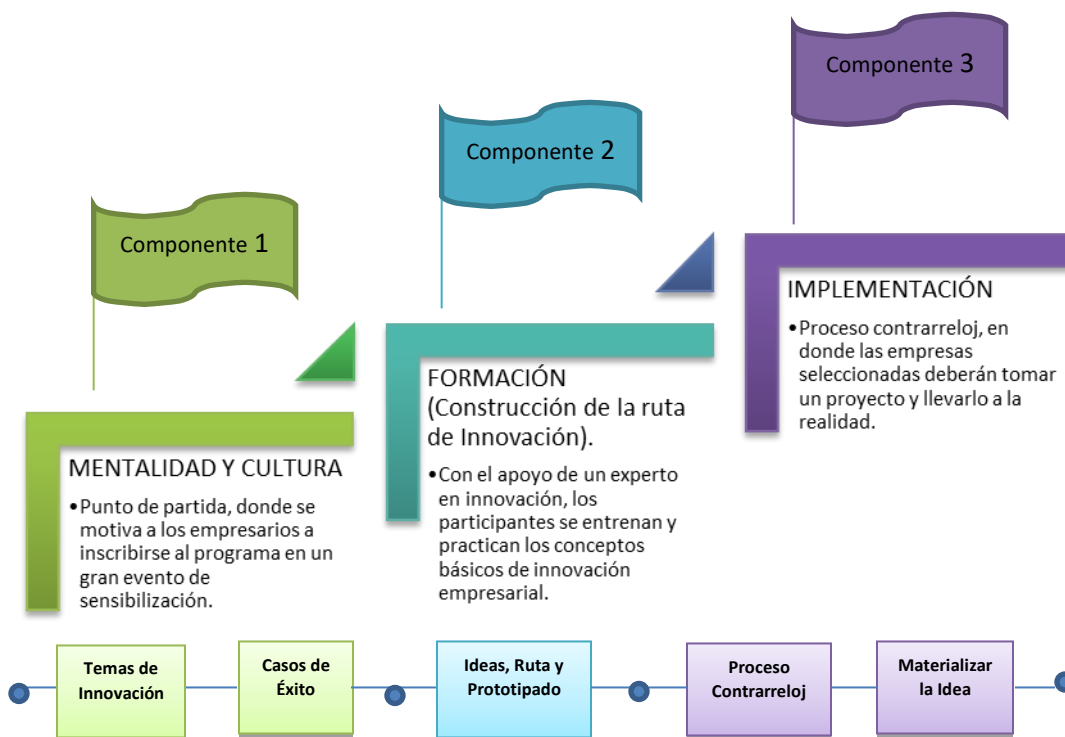 Componente 1
Componente 2
Componente 3
MENTALIDAD Y CULTURA
•Punto de partida, donde se
motiva a los empresarios a
inscribirse al programa en un
gran evento de
sensibilización.
FORMACIÓN
(Construcción de la ruta
de Innovación).
•Con el apoyo de un experto
en innovación, los
participantes se entrenan y
practican los conceptos
básicos de innovación
empresarial.
IMPLEMENTACIÓN
•Proceso contrarreloj, en
donde las empresas
seleccionadas deberán tomar
un proyecto y llevarlo a la
realidad.
Temas de
Innovación
Casos de
Éxito
Ideas, Ruta y
Prototipado
Proceso
Contrarreloj
Materializar
la Idea